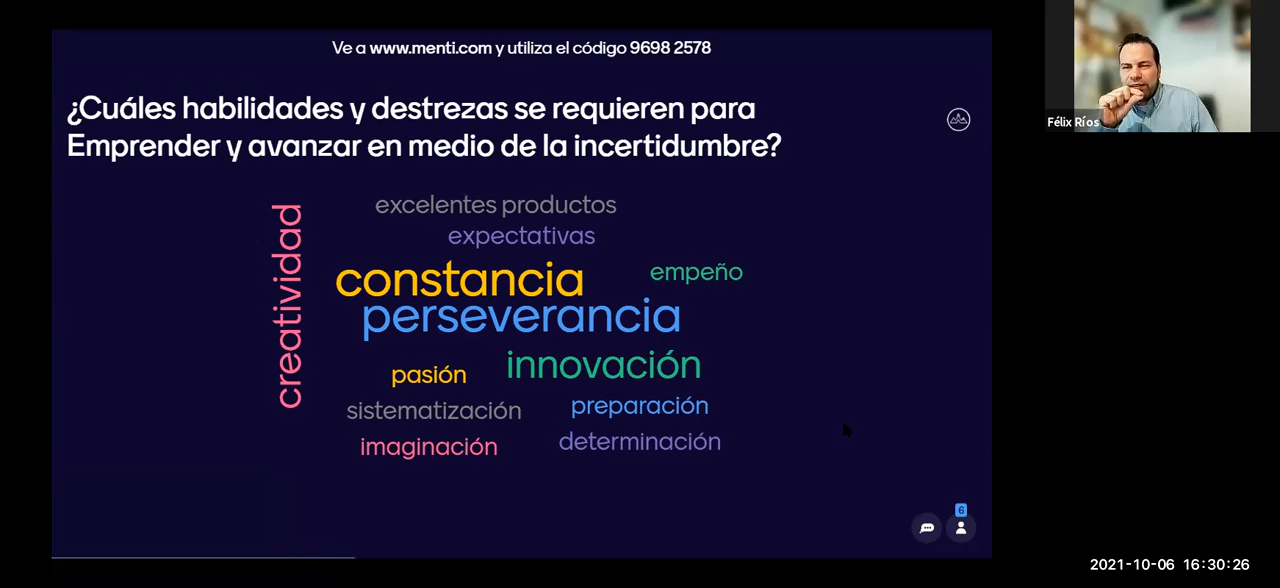 Ve a www.menti.com y utiliza el código 9698 2578
¿Cuáles habilidades y destrezas se requieren para
Emprender y avanzar en medio de la incertidumbre?
creatividad
excelentes productos
expectativas
constancia
empeño
perseverancia
innovación
pasión
sistematización
preparación
imaginación
determinación
6
Félix Ríos
2021-10-06 16:30:26